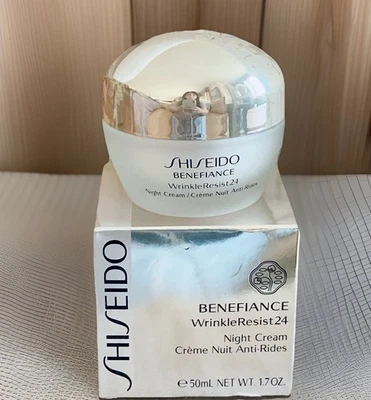 SHISEIDO
BENEFIANCE
WrinkleResist24
Night Cream / Crème Nuit Anti-Rides
SHISEIDO
BENEFIANCE
WrinkleResist24
Night Cream
Crème Nuit Anti-Rides
℮50mL NET WT. 1.7OZ.